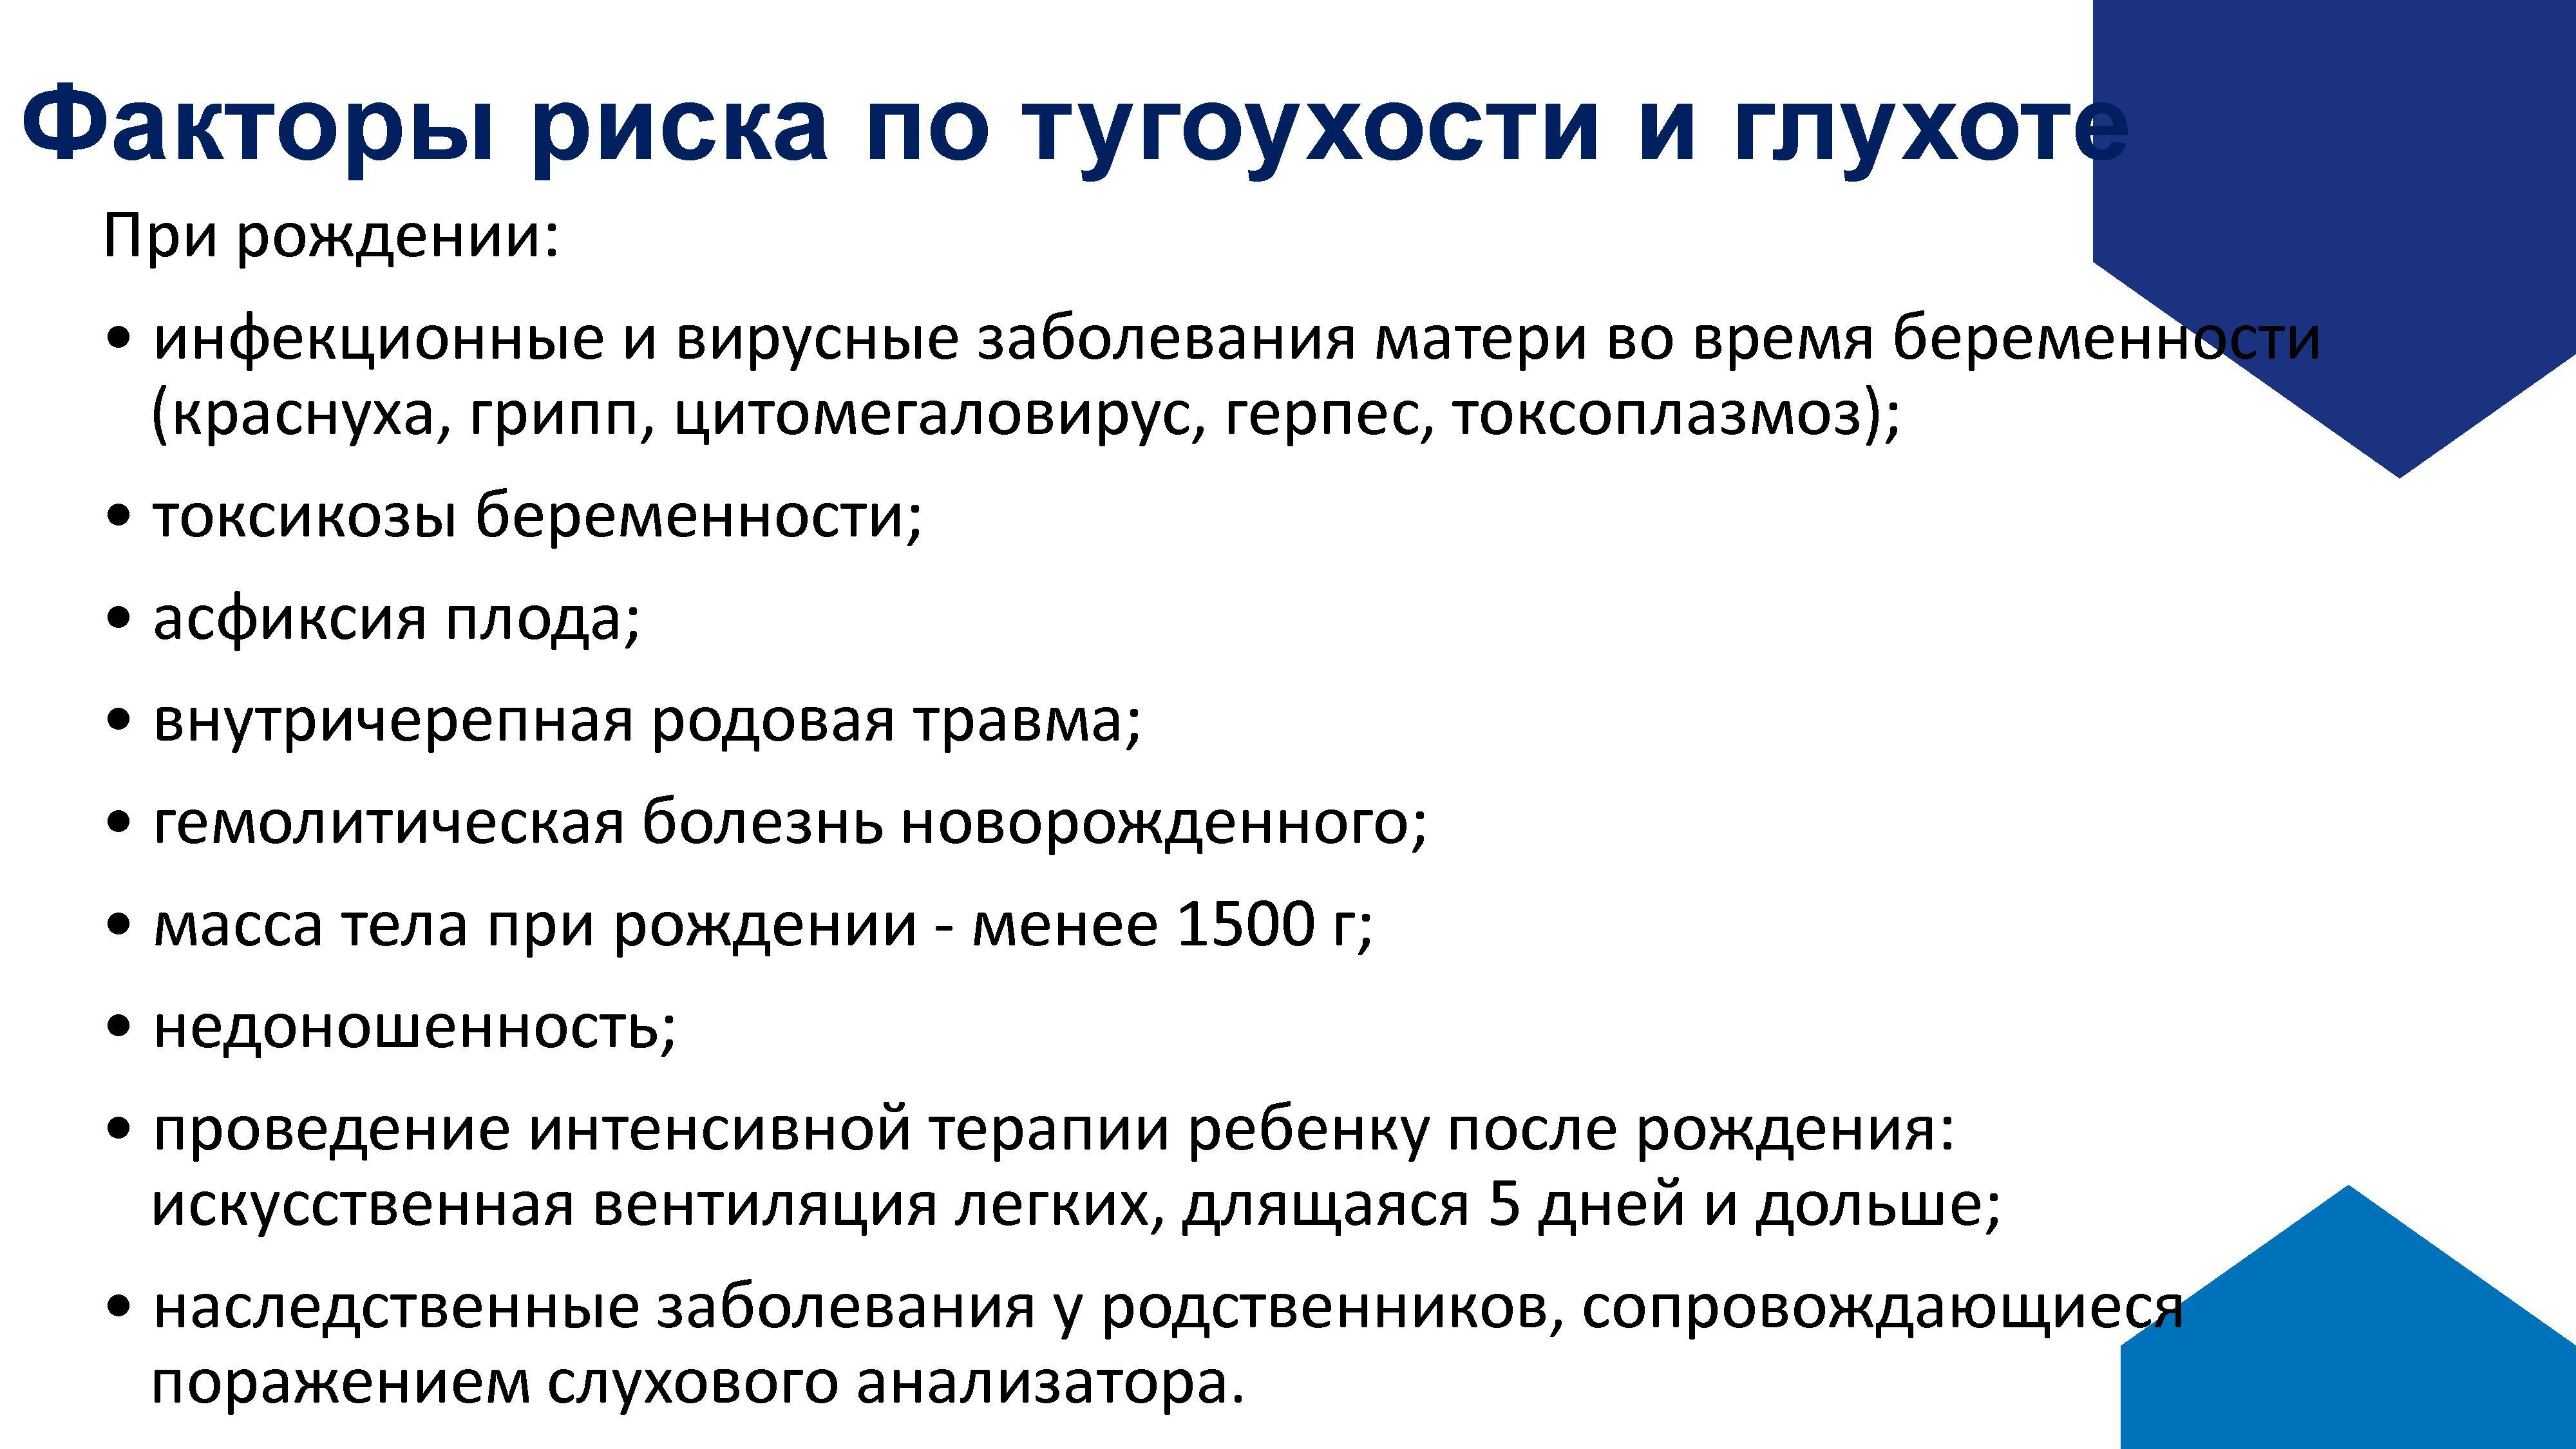 Факторы риска по тугоухости и глухоте
При рождении:
• инфекционные и вирусные заболевания матери во время беременности
(краснуха, грипп, цитомегаловирус, герпес, токсоплазмоз);
• токсикозы беременности;
• асфиксия плода;
• внутричерепная родовая травма;
• гемолитическая болезнь новорожденного;
• масса тела при рождении - менее 1500 г;
• недоношенность;
• проведение интенсивной терапии ребенку после рождения:
искусственная вентиляция легких, длящаяся 5 дней и дольше;
• наследственные заболевания у родственников, сопровождающиеся
поражением слухового анализатора.